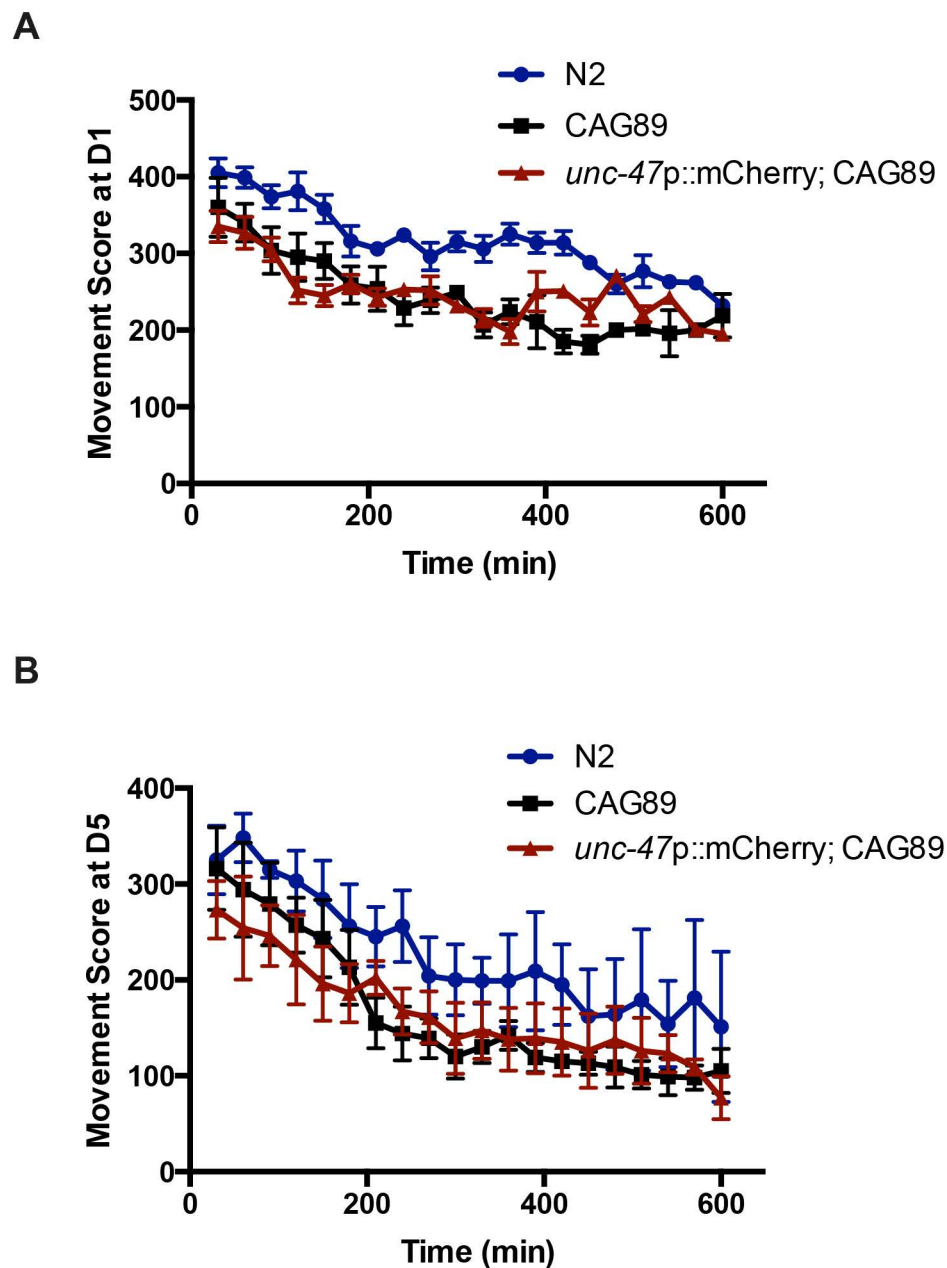 A
N2
CAG89
unc-47p::mCherry; CAG89
Movement Score at D1
500
400
300
200
100
0
0 200 400 600
Time (min)
B
N2
CAG89
unc-47p::mCherry; CAG89
Movement Score at D5
400
300
200
100
0
0 200 400 600
Time (min)